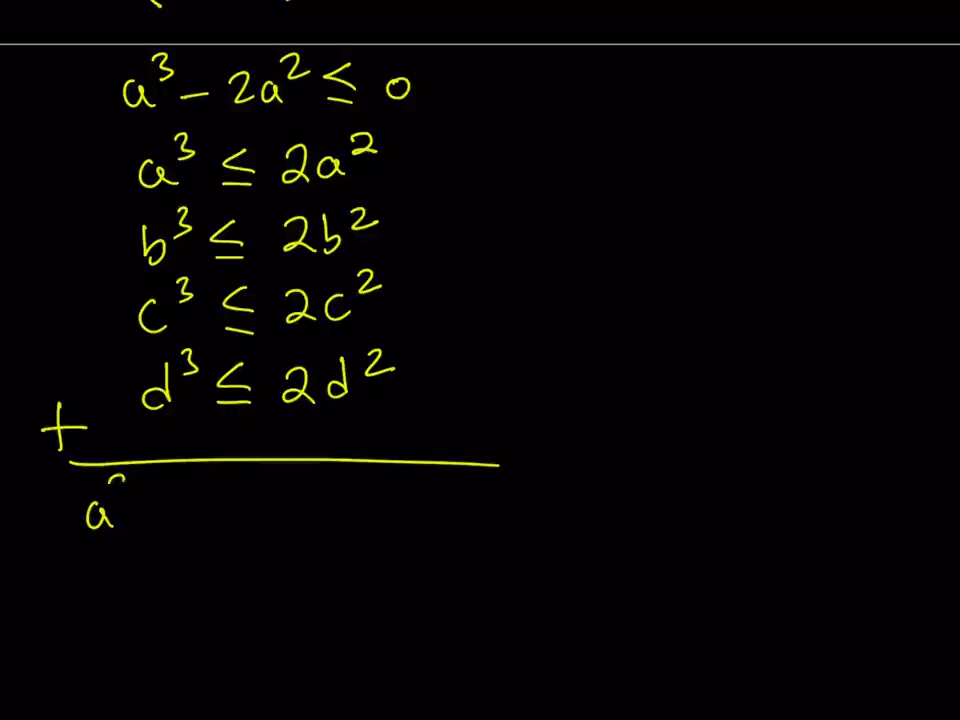 a³ - 2a² ≤ 0
a³ ≤ 2a²
b³ ≤ 2b²
c³ ≤ 2c²
d³ ≤ 2d²
+
a